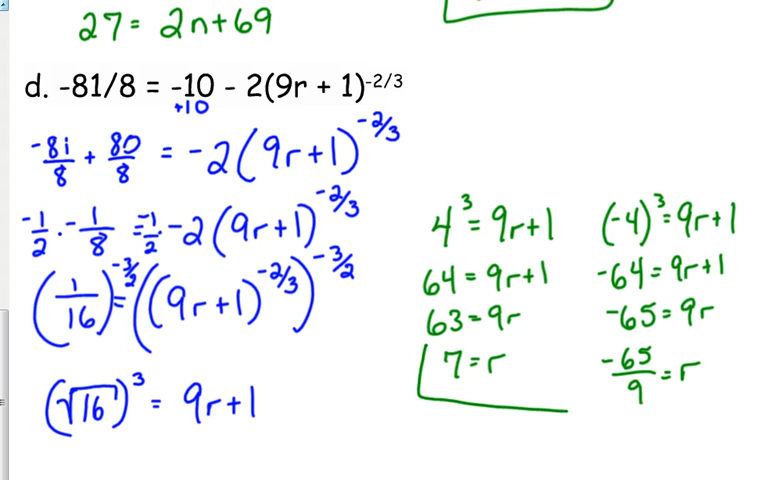 27 = 2n+69
d. -81/8 = -10 - 2(9r + 1)^-2/3
+10
-81/8 + 80/8 = -2(9r+1)^-2/3
-1/2 · -1/8 = -1/2 · -2(9r+1)^-2/3
(1/16)^-3/2 = ((9r+1)^-2/3)^-3/2
(√16)^3 = 9r+1
4^3 = 9r+1
64 = 9r+1
63 = 9r
7 = r
(-4)^3 = 9r+1
-64 = 9r+1
-65 = 9r
-65/9 = r